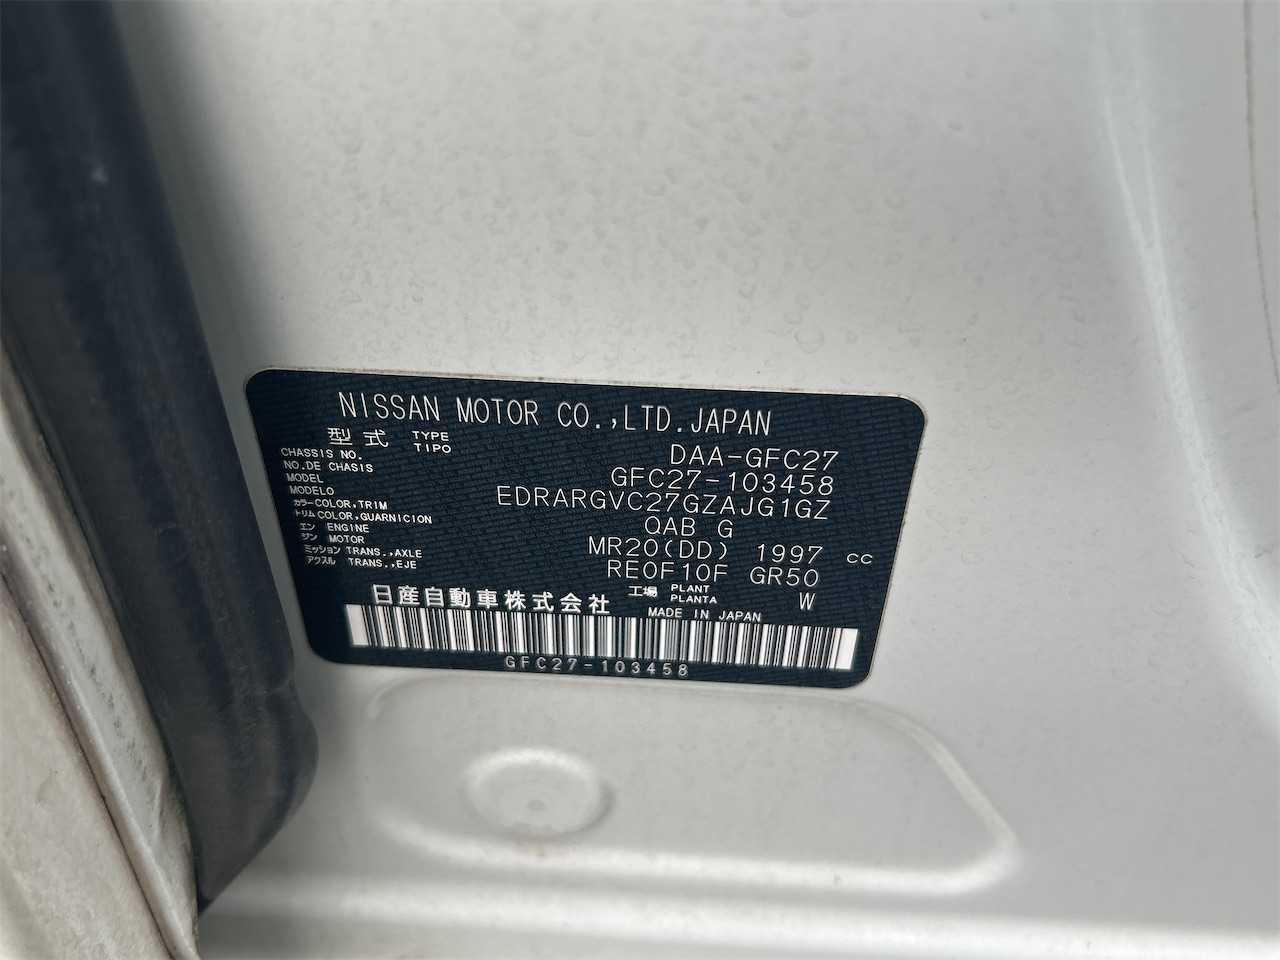 NISSAN MOTOR CO.,LTD.JAPAN
型式 TYPE TIPO DAA-GFC27
CHASSIS NO. NO.DE CHASIS GFC27-103458
MODEL MODELO EDRARGVC27GZAJG1GZ
カラー COLOR,TRIM トリム COLOR,GUARNICION QAB G
エンジン ENGINE MOTOR MR20(DD) 1997 cc
ミッション TRANS.,AXLE アクスル TRANS.,EJE RE0F10F GR50
工場 PLANT PLANTA W
日産自動車株式会社 MADE IN JAPAN
GFC27-103458